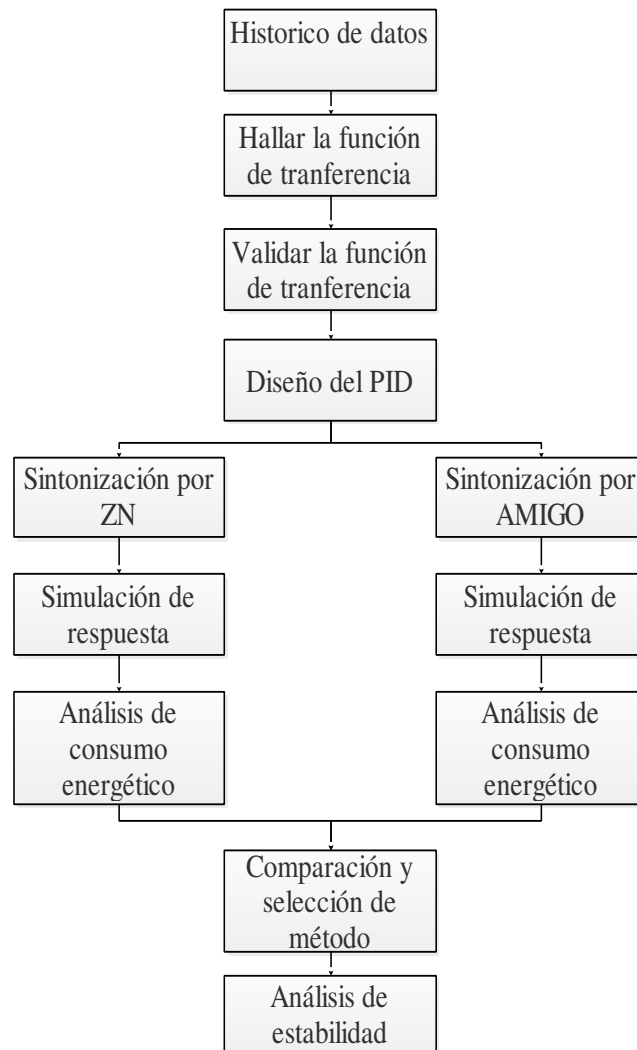 Historico de datos
Hallar la función
de tranferencia
Validar la función
de tranferencia
Diseño del PID
Sintonización por
ZN
Sintonización por
AMIGO
Simulación de
respuesta
Simulación de
respuesta
Análisis de
consumo
energético
Análisis de
consumo
energético
Comparación y
selección de
método
Análisis de
estabilidad